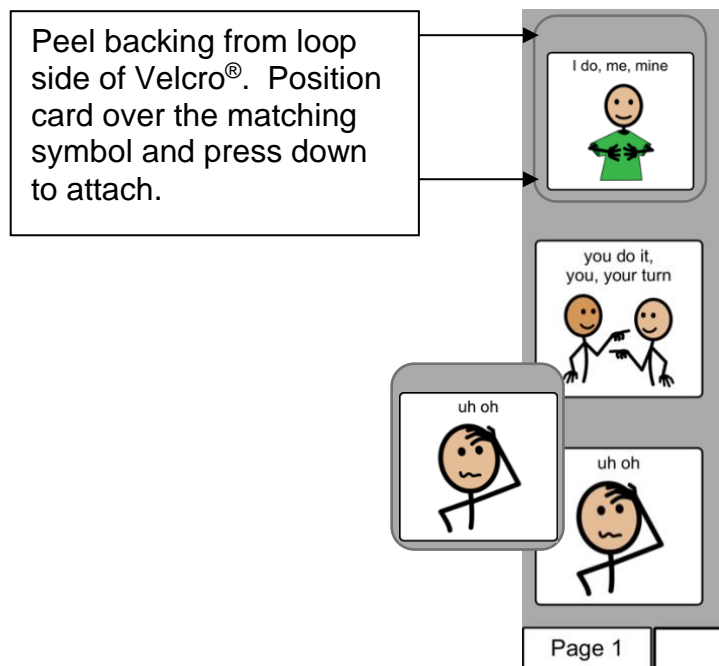 Peel backing from loop
side of Velcro®. Position
card over the matching
symbol and press down
to attach.
I do, me, mine
you do it,
you, your turn
uh oh
uh oh
Page 1